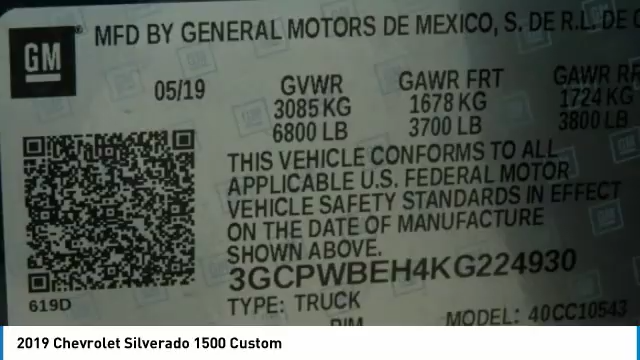 GM
MFD BY GENERAL MOTORS DE MEXICO, S. DE R.L. DE
05/19
GVWR GAWR FRT GAWR
3085 KG 1678 KG 1724 KG
6800 LB 3700 LB 3800 LB
THIS VEHICLE CONFORMS TO ALL
APPLICABLE U.S. FEDERAL MOTOR
VEHICLE SAFETY STANDARDS IN EFFECT
ON THE DATE OF MANUFACTURE
SHOWN ABOVE.
3GCPWBEH4KG224930
619D
TYPE: TRUCK
MODEL: 40CC10543
2019 Chevrolet Silverado 1500 Custom